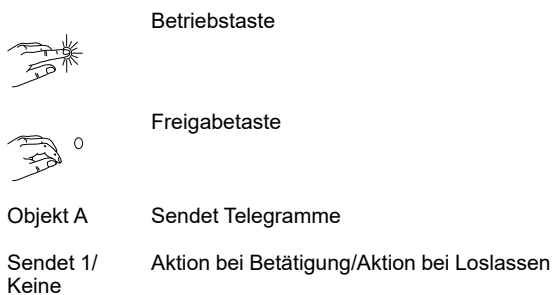 Betriebstaste
Freigabetaste
Objekt A Sendet Telegramme
Sendet 1/ Aktion bei Betätigung/Aktion bei Loslassen
Keine